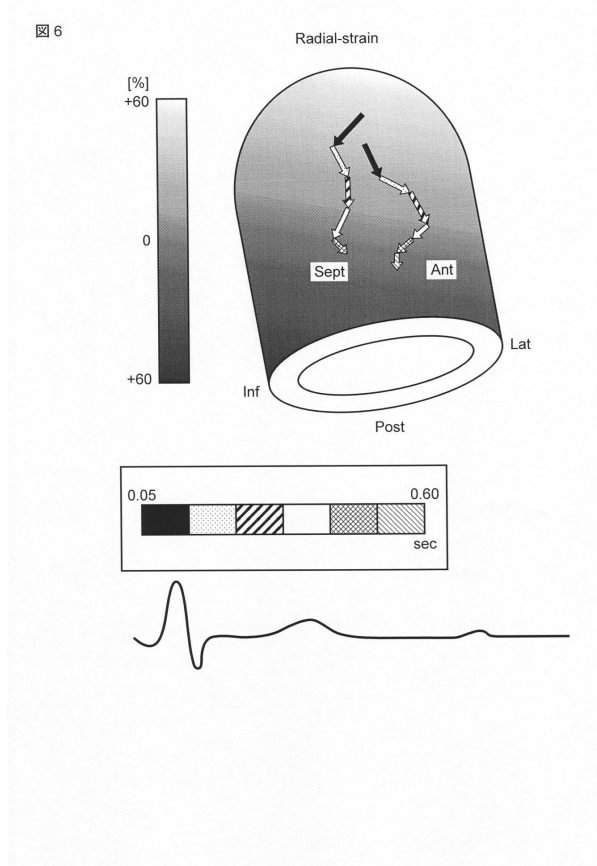 図6
Radial-strain
[%]
+60
0
+60
Sept
Ant
Inf
Lat
Post
0.05
0.60
sec